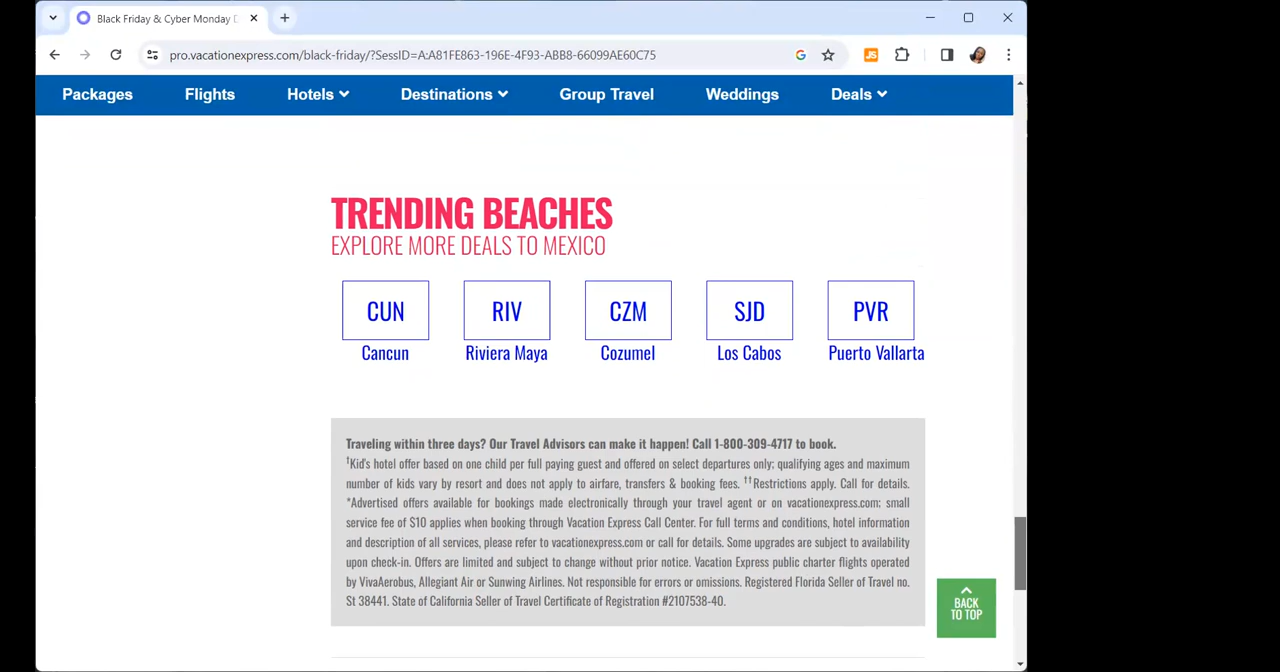 Black Friday & Cyber Monday D
pro.vacationexpress.com/black-friday/?SessID=A:A81FE863-196E-4F93-ABB8-66099AE60C75
JS
Packages Flights Hotels Destinations Group Travel Weddings Deals
TRENDING BEACHES
EXPLORE MORE DEALS TO MEXICO
CUN RIV CZM SJD PVR
Cancun Riviera Maya Cozumel Los Cabos Puerto Vallarta
Traveling within three days? Our Travel Advisors can make it happen! Call 1-800-309-4717 to book.
†Kid's hotel offer based on one child per full paying guest and offered on select departures only; qualifying ages and maximum
number of kids vary by resort and does not apply to airfare, transfers & booking fees. ††Restrictions apply. Call for details.
*Advertised offers available for bookings made electronically through your travel agent or on vacationexpress.com; small
service fee of $10 applies when booking through Vacation Express Call Center. For full terms and conditions, hotel information
and description of all services, please refer to vacationexpress.com or call for details. Some upgrades are subject to availability
upon check-in. Offers are limited and subject to change without prior notice. Vacation Express public charter flights operated
by VivaAerobus, Allegiant Air or Sunwing Airlines. Not responsible for errors or omissions. Registered Florida Seller of Travel no.
St 38441. State of California Seller of Travel Certificate of Registration #2107538-40.
BACK
TO TOP